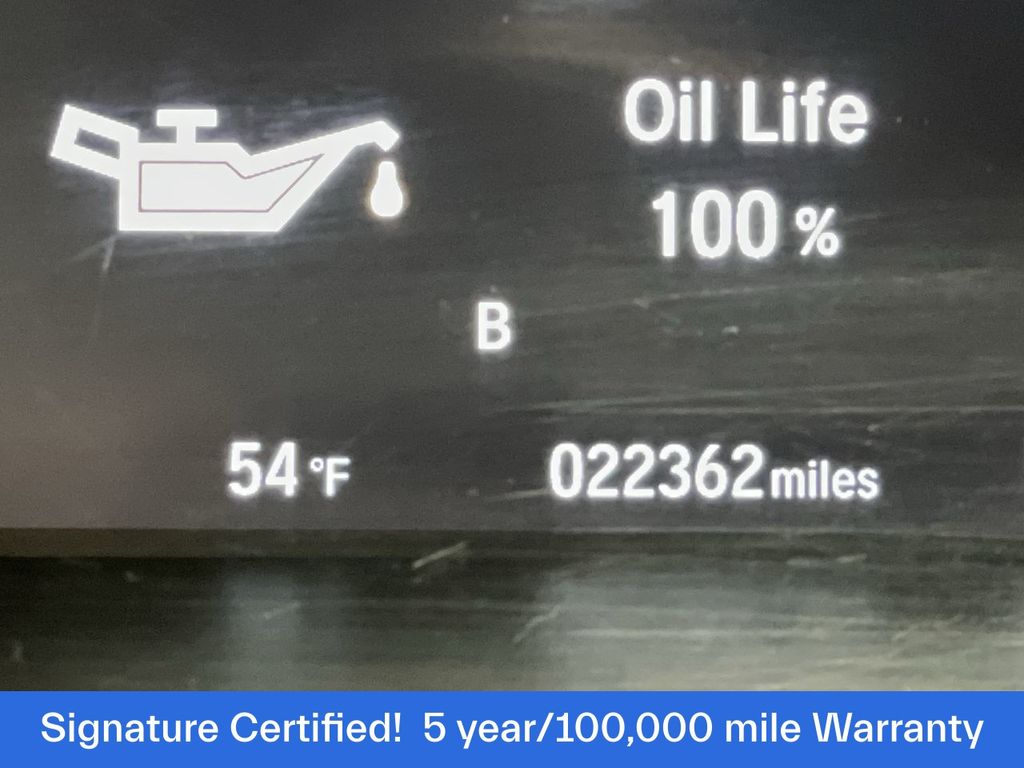 Oil Life
100 %
B
54 °F 022362 miles
Signature Certified! 5 year/100,000 mile Warranty